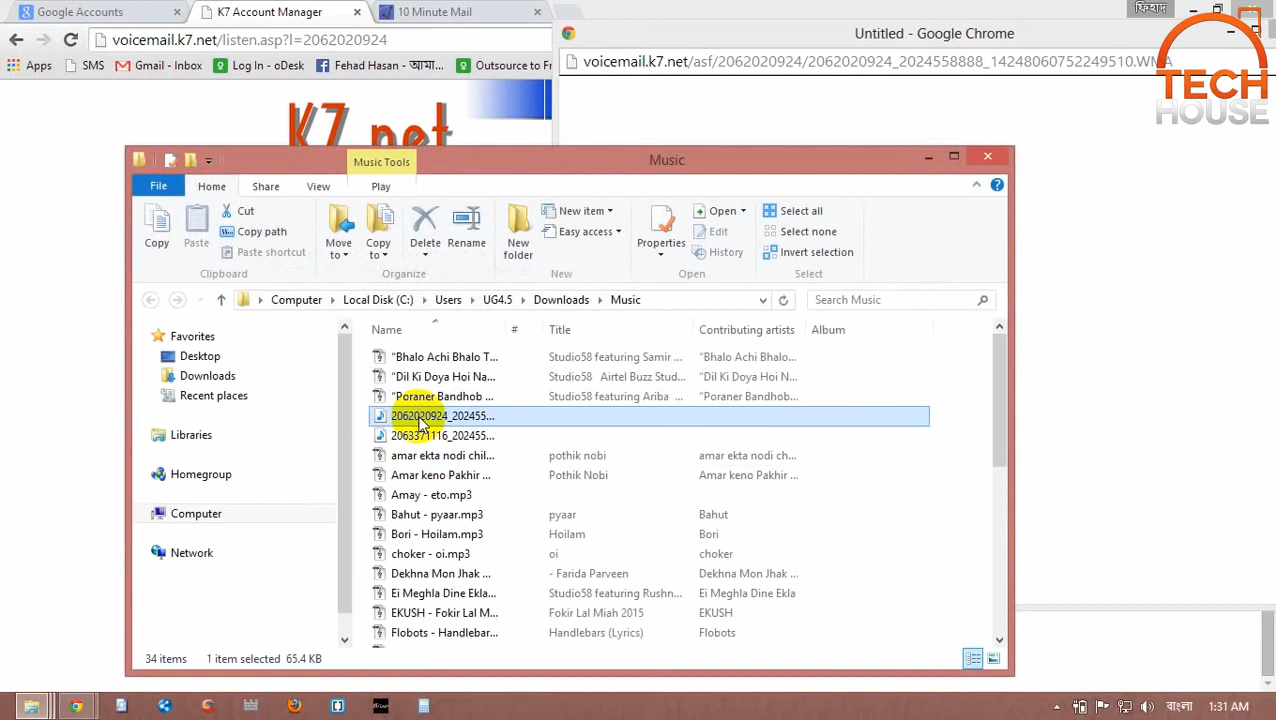 Google Accounts
K7 Account Manager
10 Minute Mail
ফিহাদ
voicemail.k7.net/listen.asp?l=2062020924
Untitled - Google Chrome
Apps
SMS
Gmail - Inbox
Log In - oDesk
Fehad Hasan - আমা...
Outsource to Fr
voicemail.k7.net/asf/2062020924/2062020924_2024558888_14248060752249510.WMA
TECH
HOUSE
K7.net
Music Tools
Music
File
Home
Share
View
Play
Copy
Paste
Cut
Copy path
Paste shortcut
Move to
Copy to
Delete
Rename
New folder
New item
Easy access
Properties
Open
Edit
History
Select all
Select none
Invert selection
Clipboard
Organize
New
Open
Select
Computer
Local Disk (C:)
Users
UG4.5
Downloads
Music
Search Music
Favorites
Desktop
Downloads
Recent places
Libraries
Homegroup
Computer
Network
Name # Title Contributing artists Album
"Bhalo Achi Bhalo T... Studio58 featuring Samir ... "Bhalo Achi Bhalo...
"Dil Ki Doya Hoi Na... Studio58 Airtel Buzz Stud... "Dil Ki Doya Hoi N...
"Poraner Bandhob ... Studio58 featuring Ariba ... "Poraner Bandho...
2062020924_202455...
2063371116_202455...
amar ekta nodi chil... pothik nobi amar ekta nodi ch...
Amar keno Pakhir ... Pothik Nobi Amar keno Pakhir ...
Amay - eto.mp3
Bahut - pyaar.mp3 pyaar Bahut
Bori - Hoilam.mp3 Hoilam Bori
choker - oi.mp3 oi choker
Dekhna Mon Jhak ... - Farida Parveen Dekhna Mon Jhak ...
Ei Meghla Dine Ekla Studio58 featuring Rushn... Ei Meghla Dine Ekla
EKUSH - Fokir Lal M... Fokir Lal Miah 2015 EKUSH
Flobots - Handlebar... Handlebars (Lyrics) Flobots
34 items 1 item selected 65.4 KB
বাংলা
1:31 AM